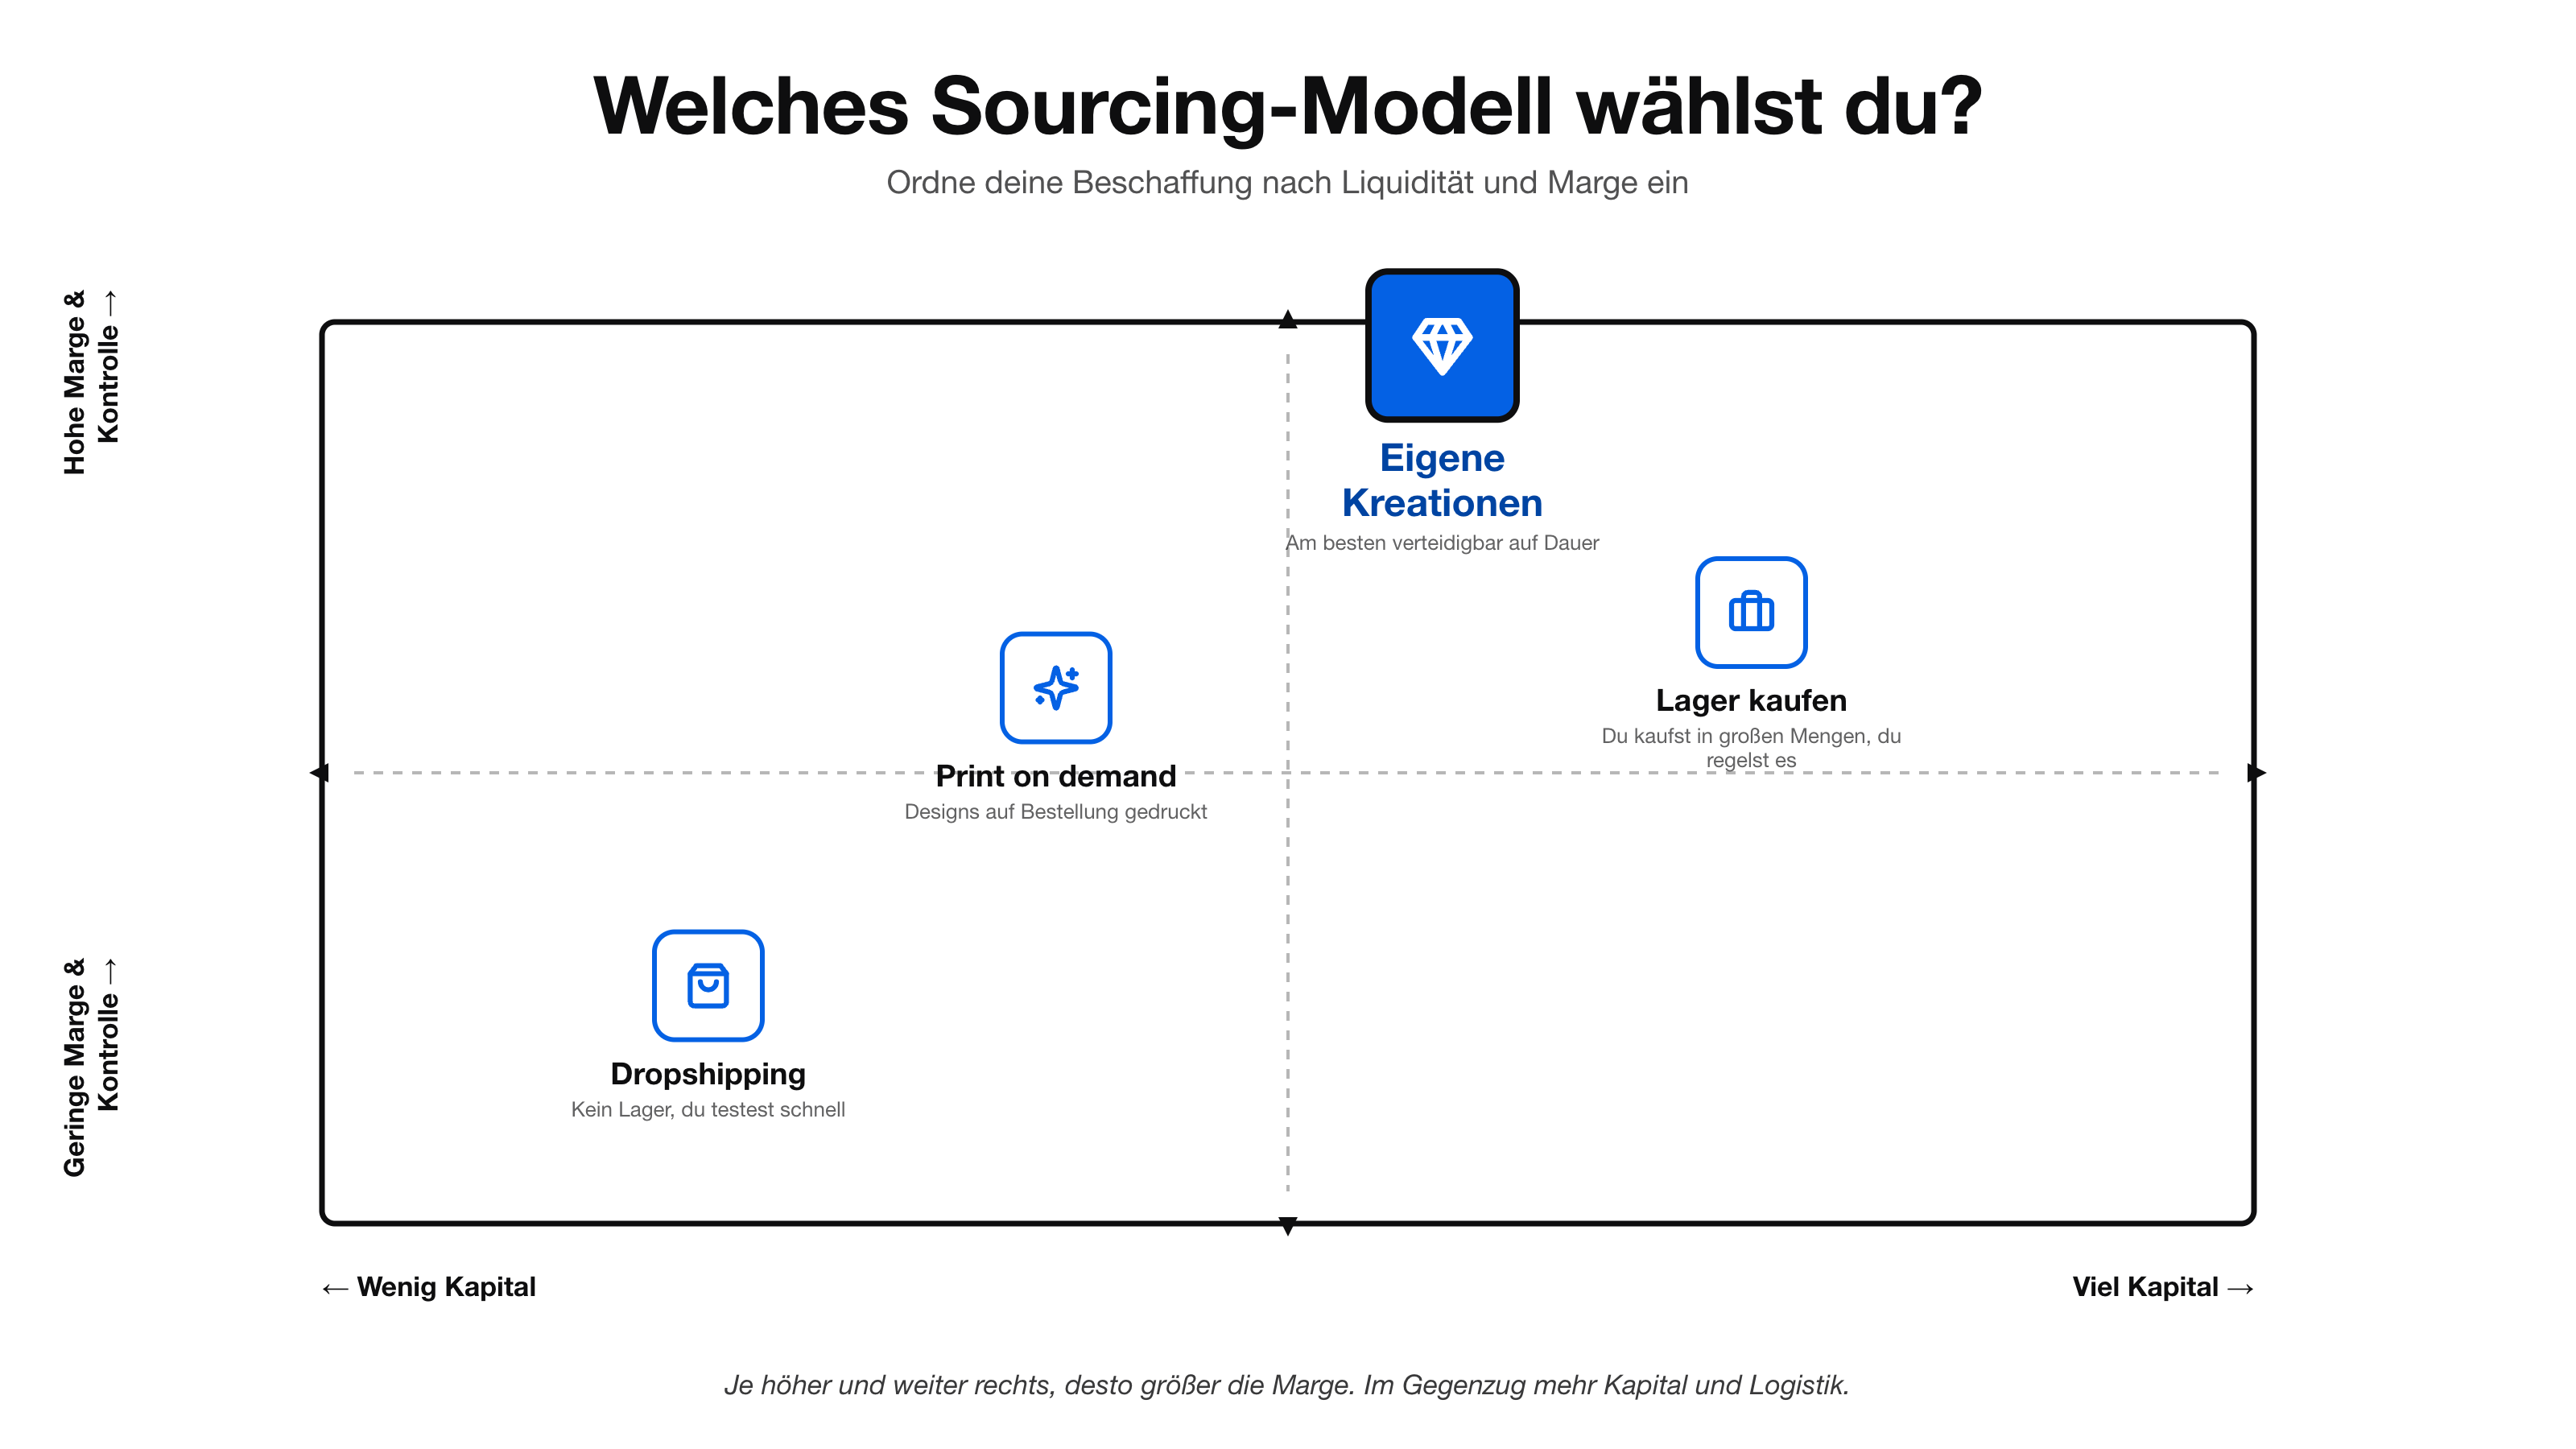 Welches Sourcing-Modell wählst du?
Ordne deine Beschaffung nach Liquidität und Marge ein
Hohe Marge &
Kontrolle →
Eigene
Kreationen
Am besten verteidigbar auf Dauer
Lager kaufen
Du kaufst in großen Mengen, du
regelst es
Print on demand
Designs auf Bestellung gedruckt
Geringe Marge &
Kontrolle →
Dropshipping
Kein Lager, du testest schnell
← Wenig Kapital
Viel Kapital →
Je höher und weiter rechts, desto größer die Marge. Im Gegenzug mehr Kapital und Logistik.